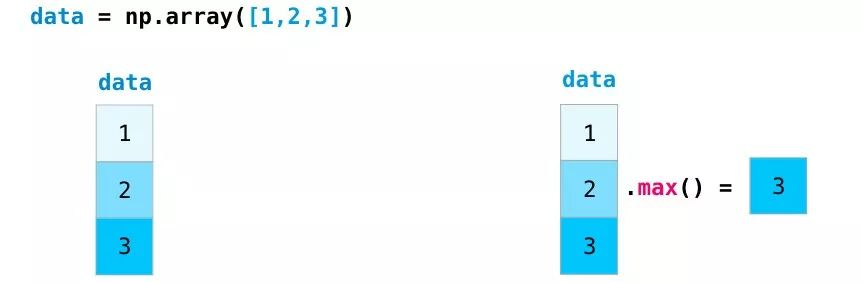 data = np.array([1,2,3])
data
1
2
3
data
1
2 .max() = 3
3